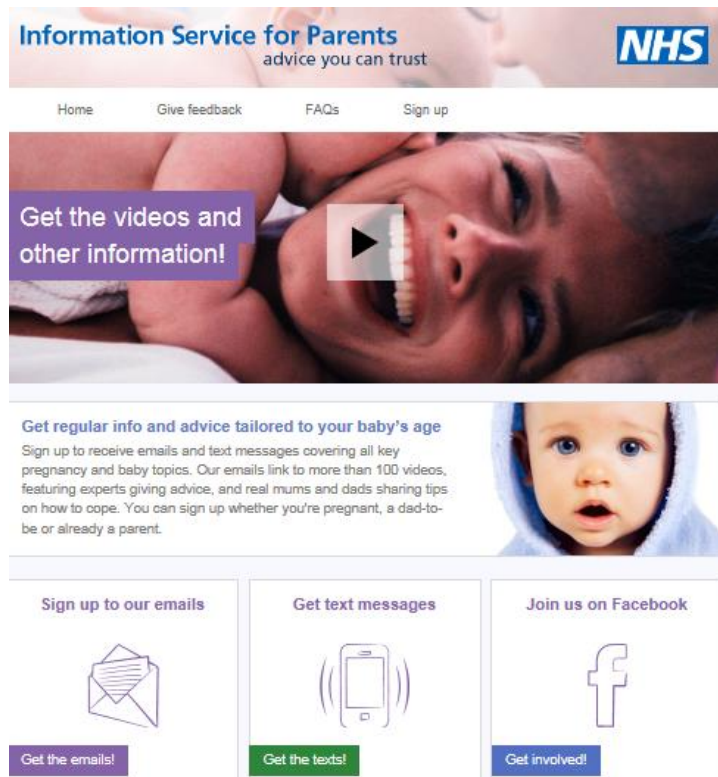 Information Service for Parents
advice you can trust
NHS
Home Give feedback FAQs Sign up
Get the videos and
other information!
Get regular info and advice tailored to your baby's age
Sign up to receive emails and text messages covering all key
pregnancy and baby topics. Our emails link to more than 100 videos,
featuring experts giving advice, and real mums and dads sharing tips
on how to cope. You can sign up whether you're pregnant, a dad-to-
be or already a parent.
Sign up to our emails
Get the emails!
Get text messages
Get the texts!
Join us on Facebook
Get involved!